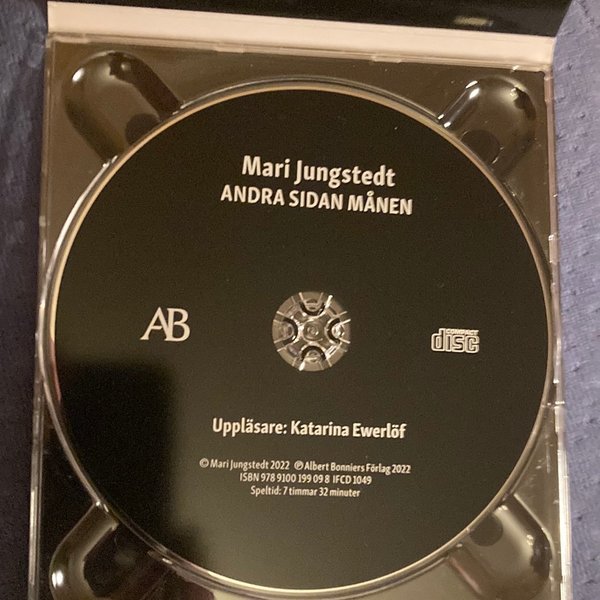 Mari Jungstedt
ANDRA SIDAN MÅNEN
AB
COMPACT
disc
Uppläsare: Katarina Ewerlöf
© Mari Jungstedt 2022 ℗ Albert Bonniers Förlag 2022
ISBN 978 9100 199 09 8 IFCD 1049
Speltid: 7 timmar 32 minuter